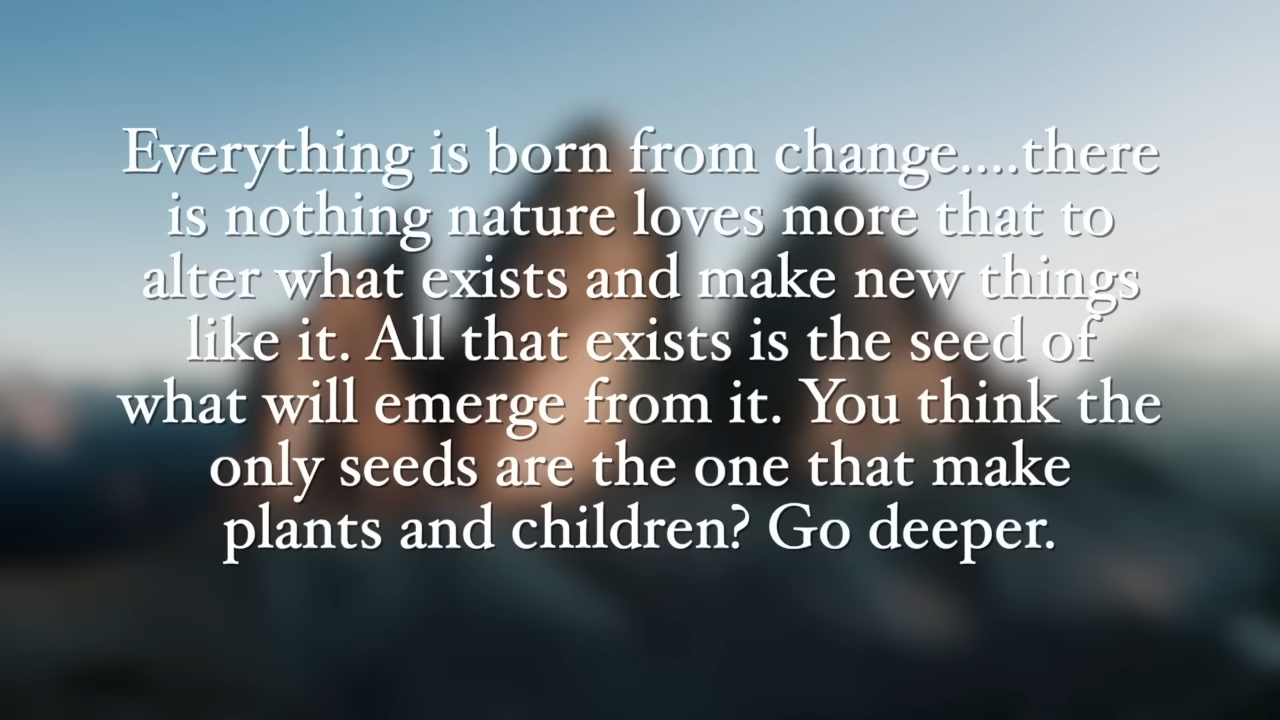 Everything is born from change....there
is nothing nature loves more that to
alter what exists and make new things
like it. All that exists is the seed of
what will emerge from it. You think the
only seeds are the one that make
plants and children? Go deeper.